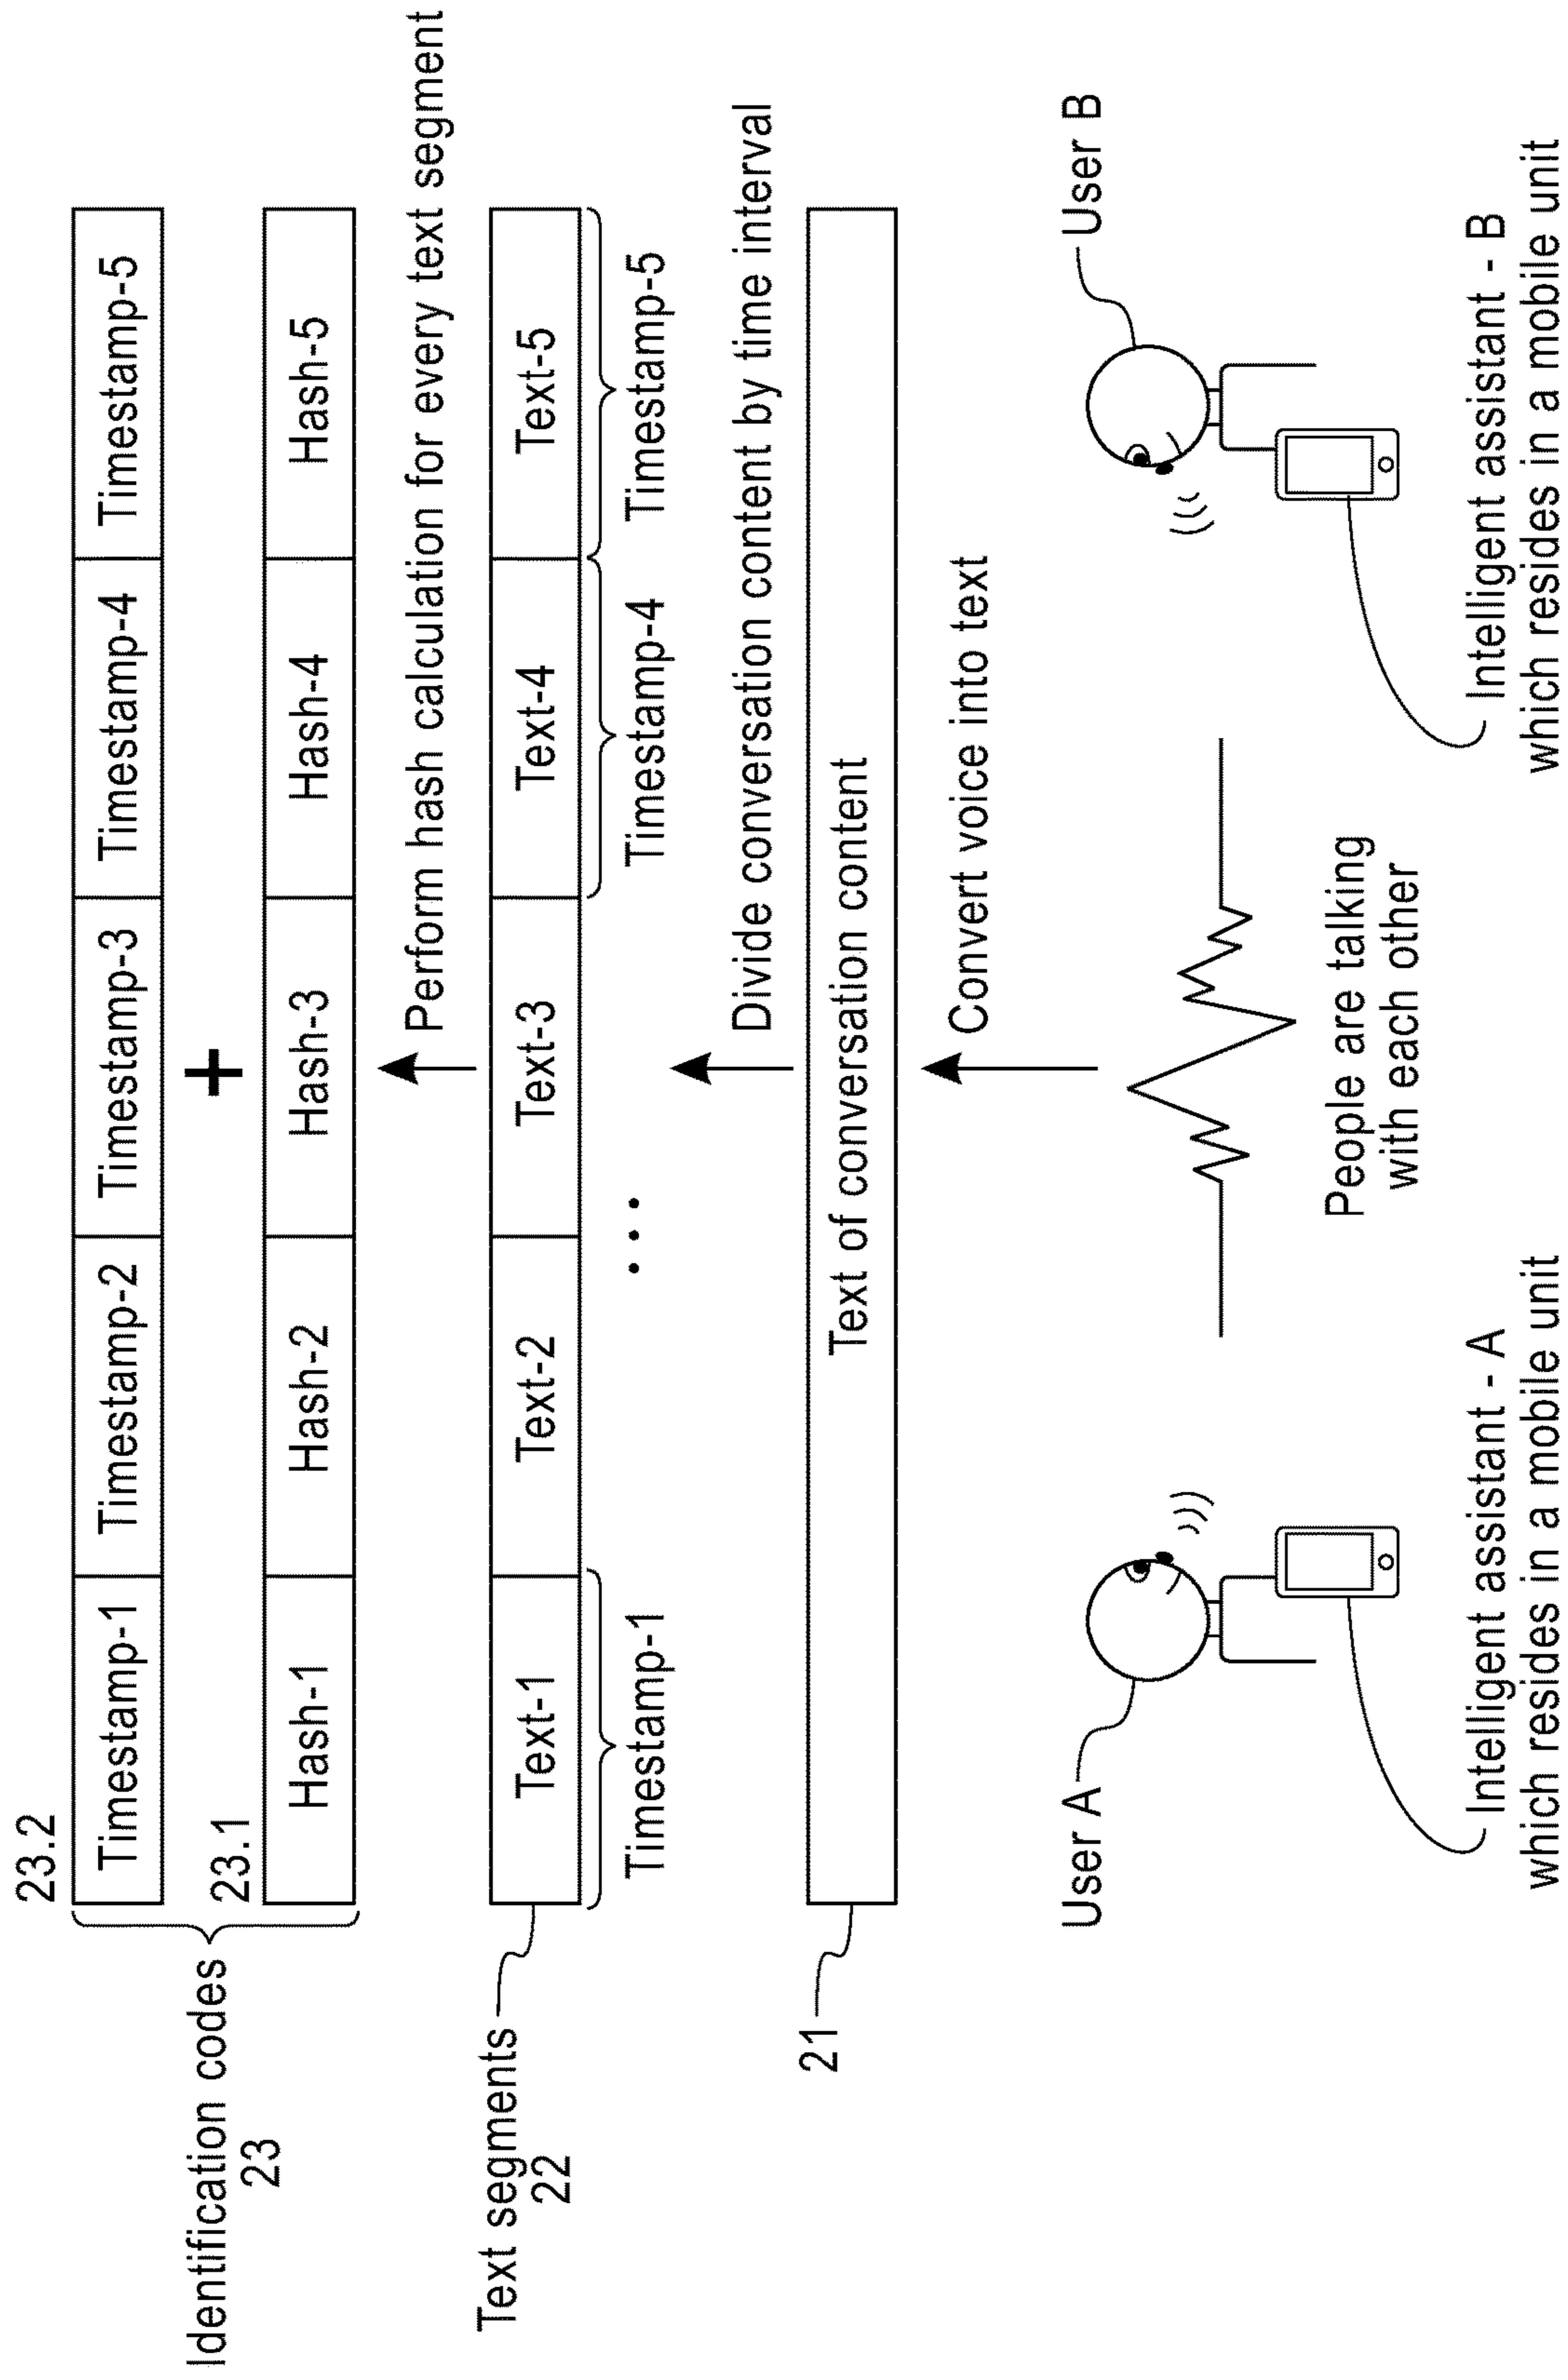 23.2
Timestamp-1 Timestamp-2 Timestamp-3 Timestamp-4 Timestamp-5
Identification codes
23
+
23.1
Hash-1 Hash-2 Hash-3 Hash-4 Hash-5
Perform hash calculation for every text segment
Text segments
22
Text-1 Text-2 Text-3 Text-4 Text-5
Timestamp-1 ... Timestamp-4 Timestamp-5
Divide conversation content by time interval
21
Text of conversation content
Convert voice into text
User A
User B
People are talking
with each other
Intelligent assistant - A
which resides in a mobile unit
Intelligent assistant - B
which resides in a mobile unit